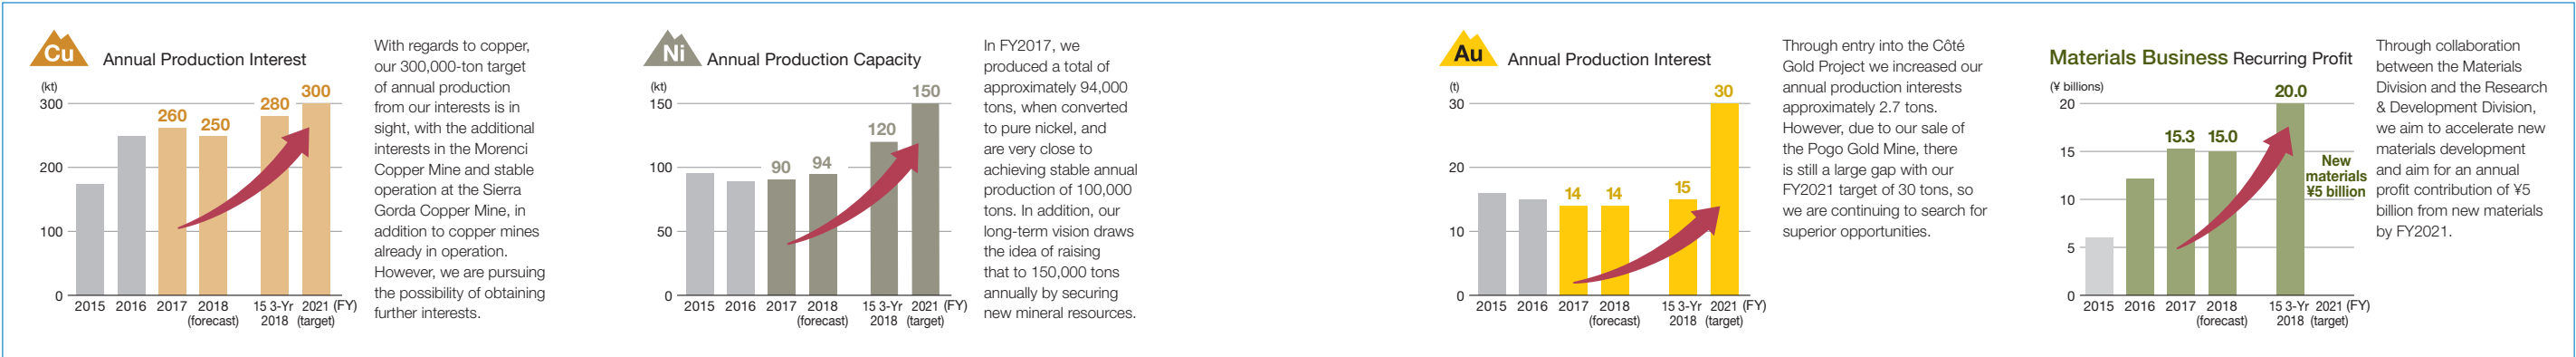 Cu
Annual Production Interest
(kt)
300
200
100
0
260
250
280
300
2015
2016
2017
2018
(forecast)
15 3-Yr
2018
2021 (FY)
(target)
With regards to copper,
our 300,000-ton target
of annual production
from our interests is in
sight, with the additional
interests in the Morenci
Copper Mine and stable
operation at the Sierra
Gorda Copper Mine, in
addition to copper mines
already in operation.
However, we are pursuing
the possibility of obtaining
further interests.
Ni
Annual Production Capacity
(kt)
150
100
50
0
90
94
120
150
2015
2016
2017
2018
(forecast)
15 3-Yr
2018
2021 (FY)
(target)
In FY2017, we
produced a total of
approximately 94,000
tons, when converted
to pure nickel, and
are very close to
achieving stable annual
production of 100,000
tons. In addition, our
long-term vision draws
the idea of raising
that to 150,000 tons
annually by securing
new mineral resources.
Au
Annual Production Interest
(t)
30
20
10
0
14
14
15
30
2015
2016
2017
2018
(forecast)
15 3-Yr
2018
2021 (FY)
(target)
Through entry into the Côté
Gold Project we increased our
annual production interests
approximately 2.7 tons.
However, due to our sale of
the Pogo Gold Mine, there
is still a large gap with our
FY2021 target of 30 tons, so
we are continuing to search for
superior opportunities.
Materials Business Recurring Profit
(¥ billions)
20
15
10
5
0
15.3
15.0
20.0
New
materials
¥5 billion
2015
2016
2017
2018
(forecast)
15 3-Yr
2018
2021 (FY)
(target)
Through collaboration
between the Materials
Division and the Research
& Development Division,
we aim to accelerate new
materials development
and aim for an annual
profit contribution of ¥5
billion from new materials
by FY2021.